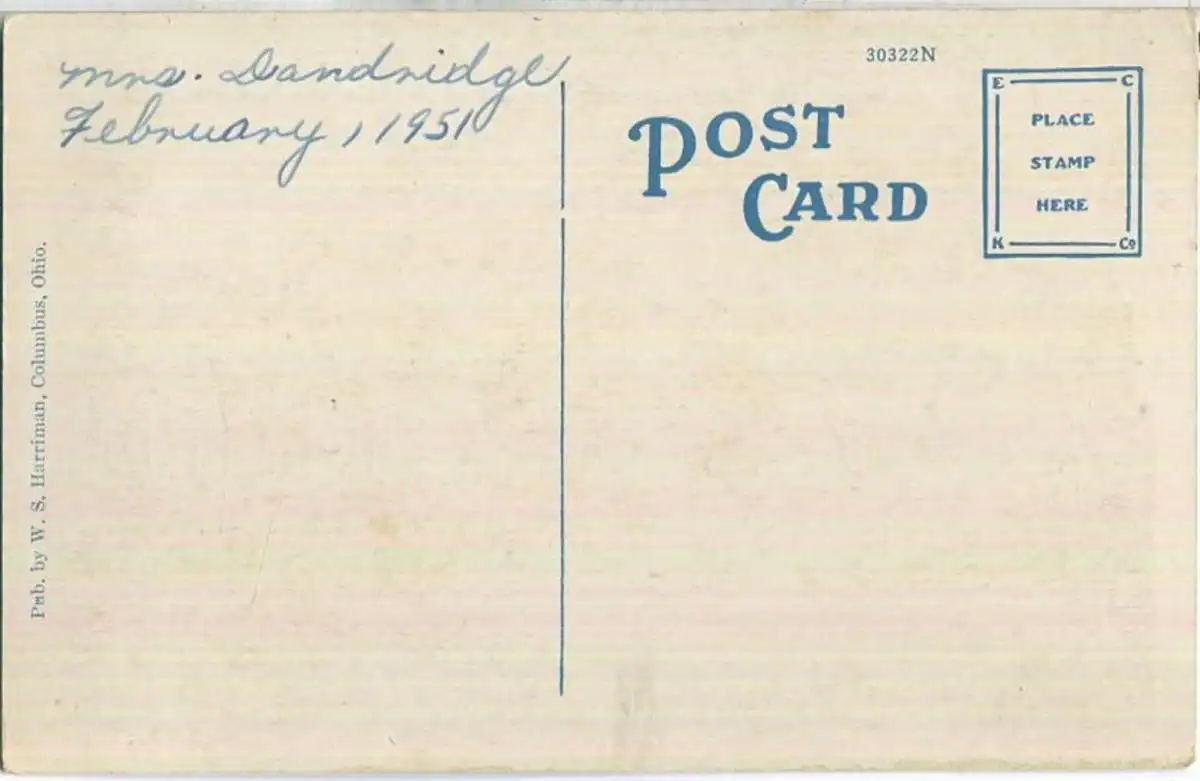 Mrs. Dandridge
February, 1951
30322N
POST
CARD
E C
PLACE
STAMP
HERE
K Co
Pub. by W. S. Harriman, Columbus, Ohio.